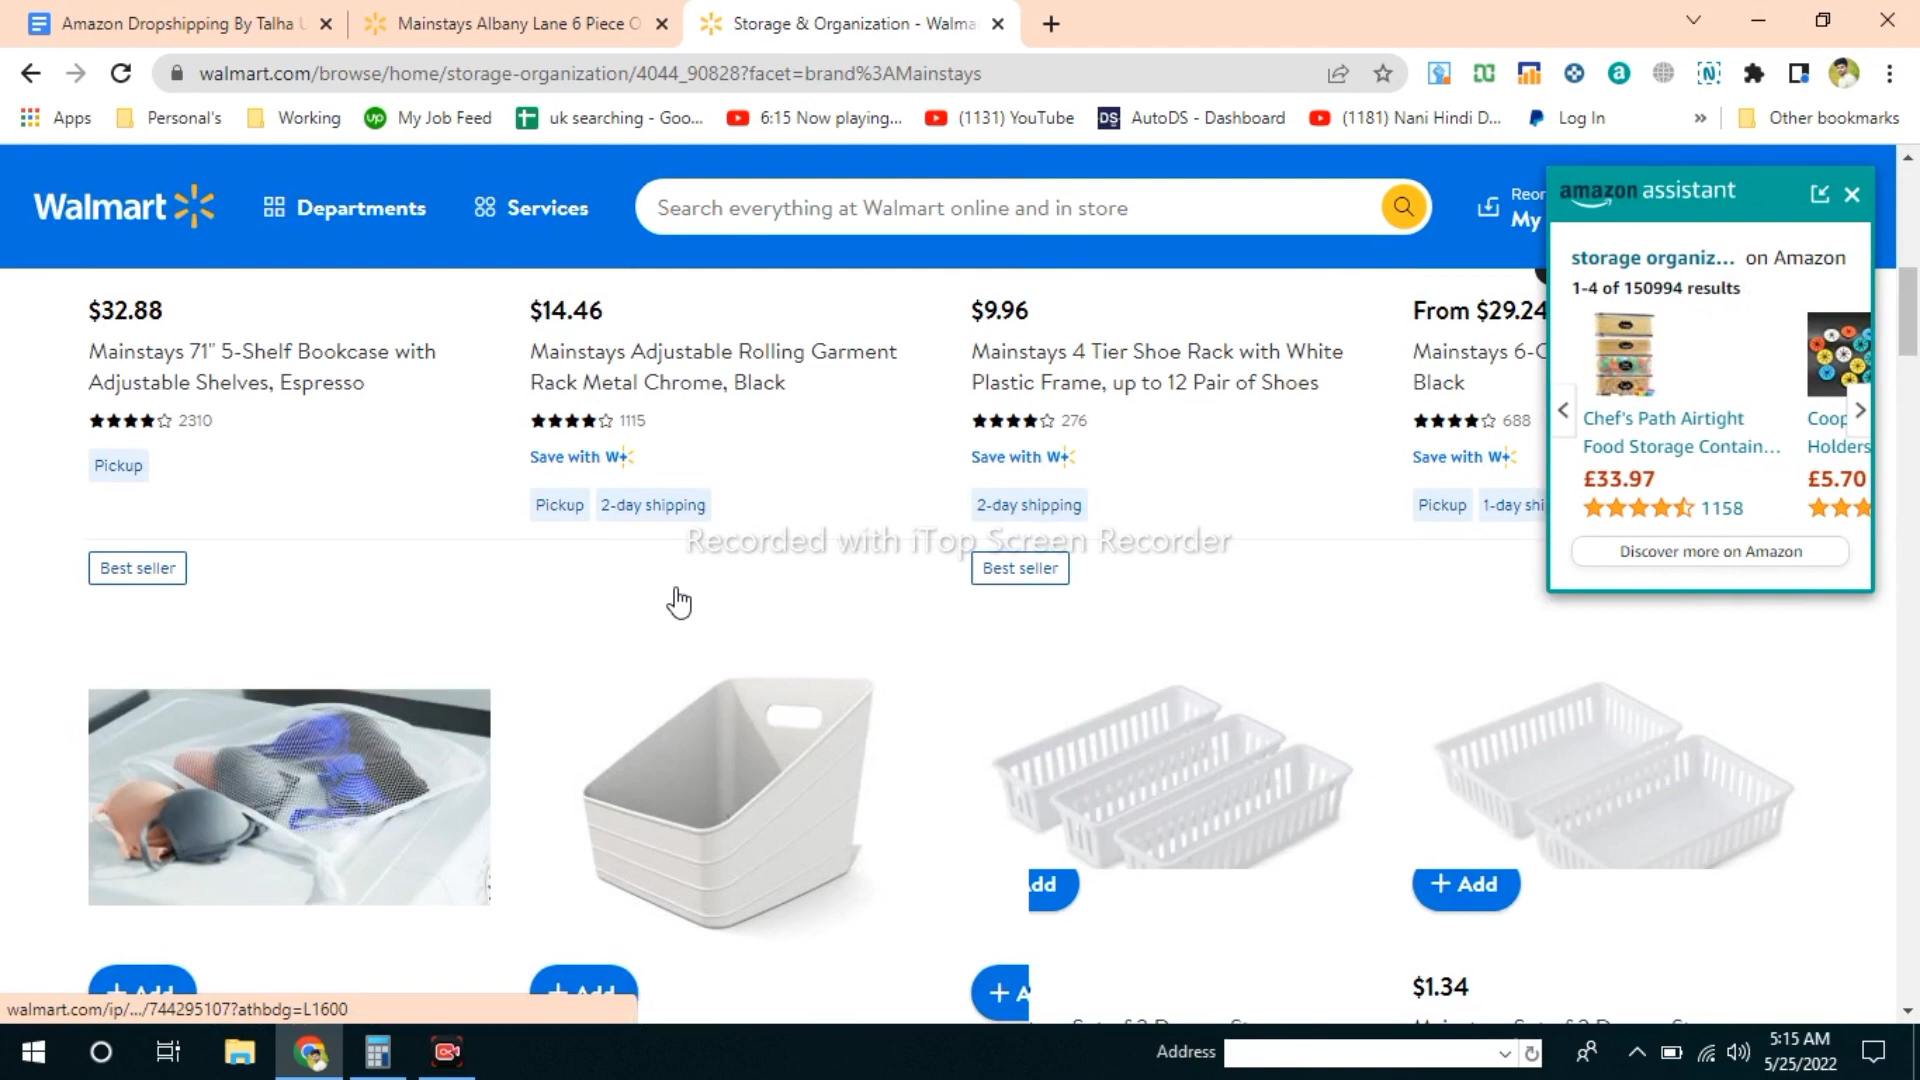 Amazon Dropshipping By Talha U
Mainstays Albany Lane 6 Piece O
Storage & Organization - Walma
walmart.com/browse/home/storage-organization/4044_90828?facet=brand%3AMainstays
Apps
Personal's
Working
My Job Feed
uk searching - Goo...
6:15 Now playing...
(1131) YouTube
DS
AutoDS - Dashboard
(1181) Nani Hindi D...
Log In
»
Other bookmarks
Walmart
Departments
Services
Search everything at Walmart online and in store
Reor
My
amazon assistant
storage organiz... on Amazon
1-4 of 150994 results
Chef's Path Airtight
Food Storage Contain...
£33.97
1158
Coop
Holders
£5.70
Discover more on Amazon
$32.88
Mainstays 71" 5-Shelf Bookcase with
Adjustable Shelves, Espresso
2310
Pickup
$14.46
Mainstays Adjustable Rolling Garment
Rack Metal Chrome, Black
1115
Save with W+
Pickup 2-day shipping
$9.96
Mainstays 4 Tier Shoe Rack with White
Plastic Frame, up to 12 Pair of Shoes
276
Save with W+
2-day shipping
From $29.24
Mainstays 6-C
Black
688
Save with W+
Pickup 1-day shi
Recorded with iTop Screen Recorder
Best seller
Best seller
+ Add
+ Add
dd
+ A
+ Add
$1.34
walmart.com/ip/.../744295107?athbdg=L1600
Address
5:15 AM
5/25/2022